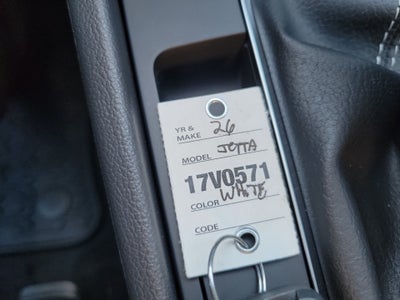 YR &
MAKE 26
MODEL JETTA
17V0571
COLOR WHITE
CODE